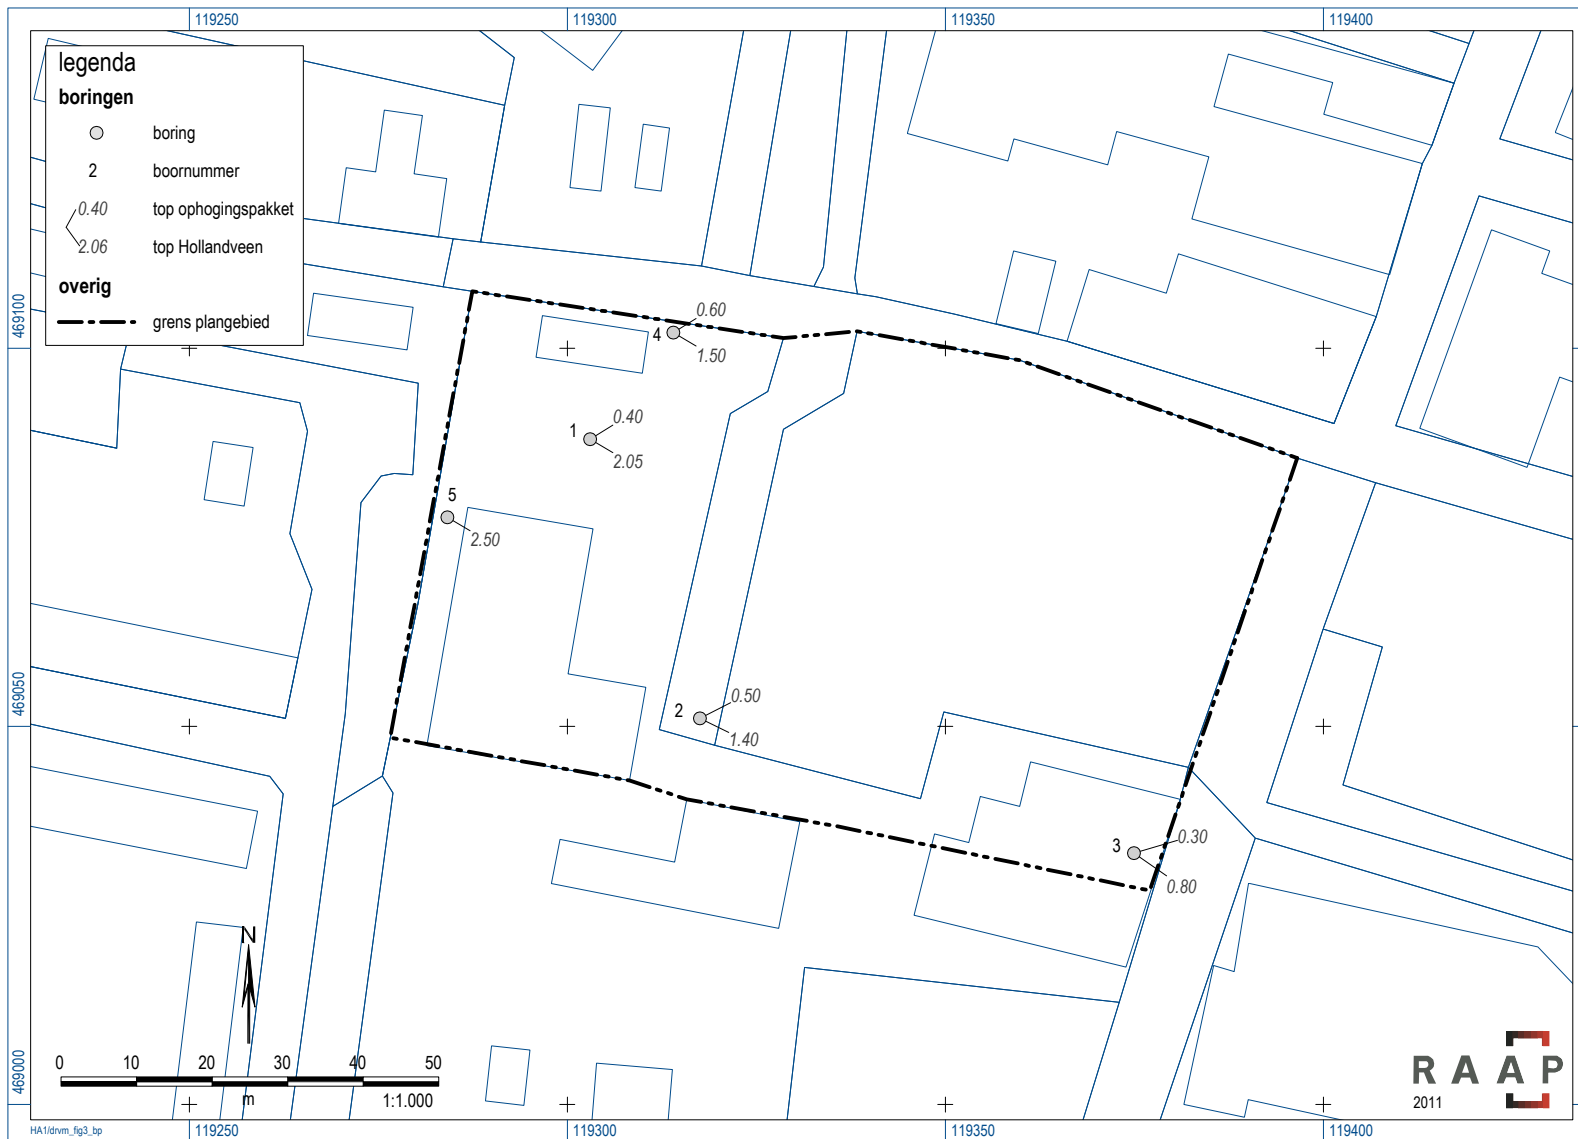 119250 119300 119350 119400
legenda
boringen
boring
2 boornummer
0.40 top ophogingspakket
2.06 top Hollandveen
overig
grens plangebied
469100
469050
469000
4 0.60
1.50
1 0.40
2.05
5
2.50
2 0.50
1.40
3 0.30
0.80
N
0 10 20 30 40 50
m 1:1.000
RAAP
2011
HA1/drvm_fig3_bp
119250 119300 119350 119400